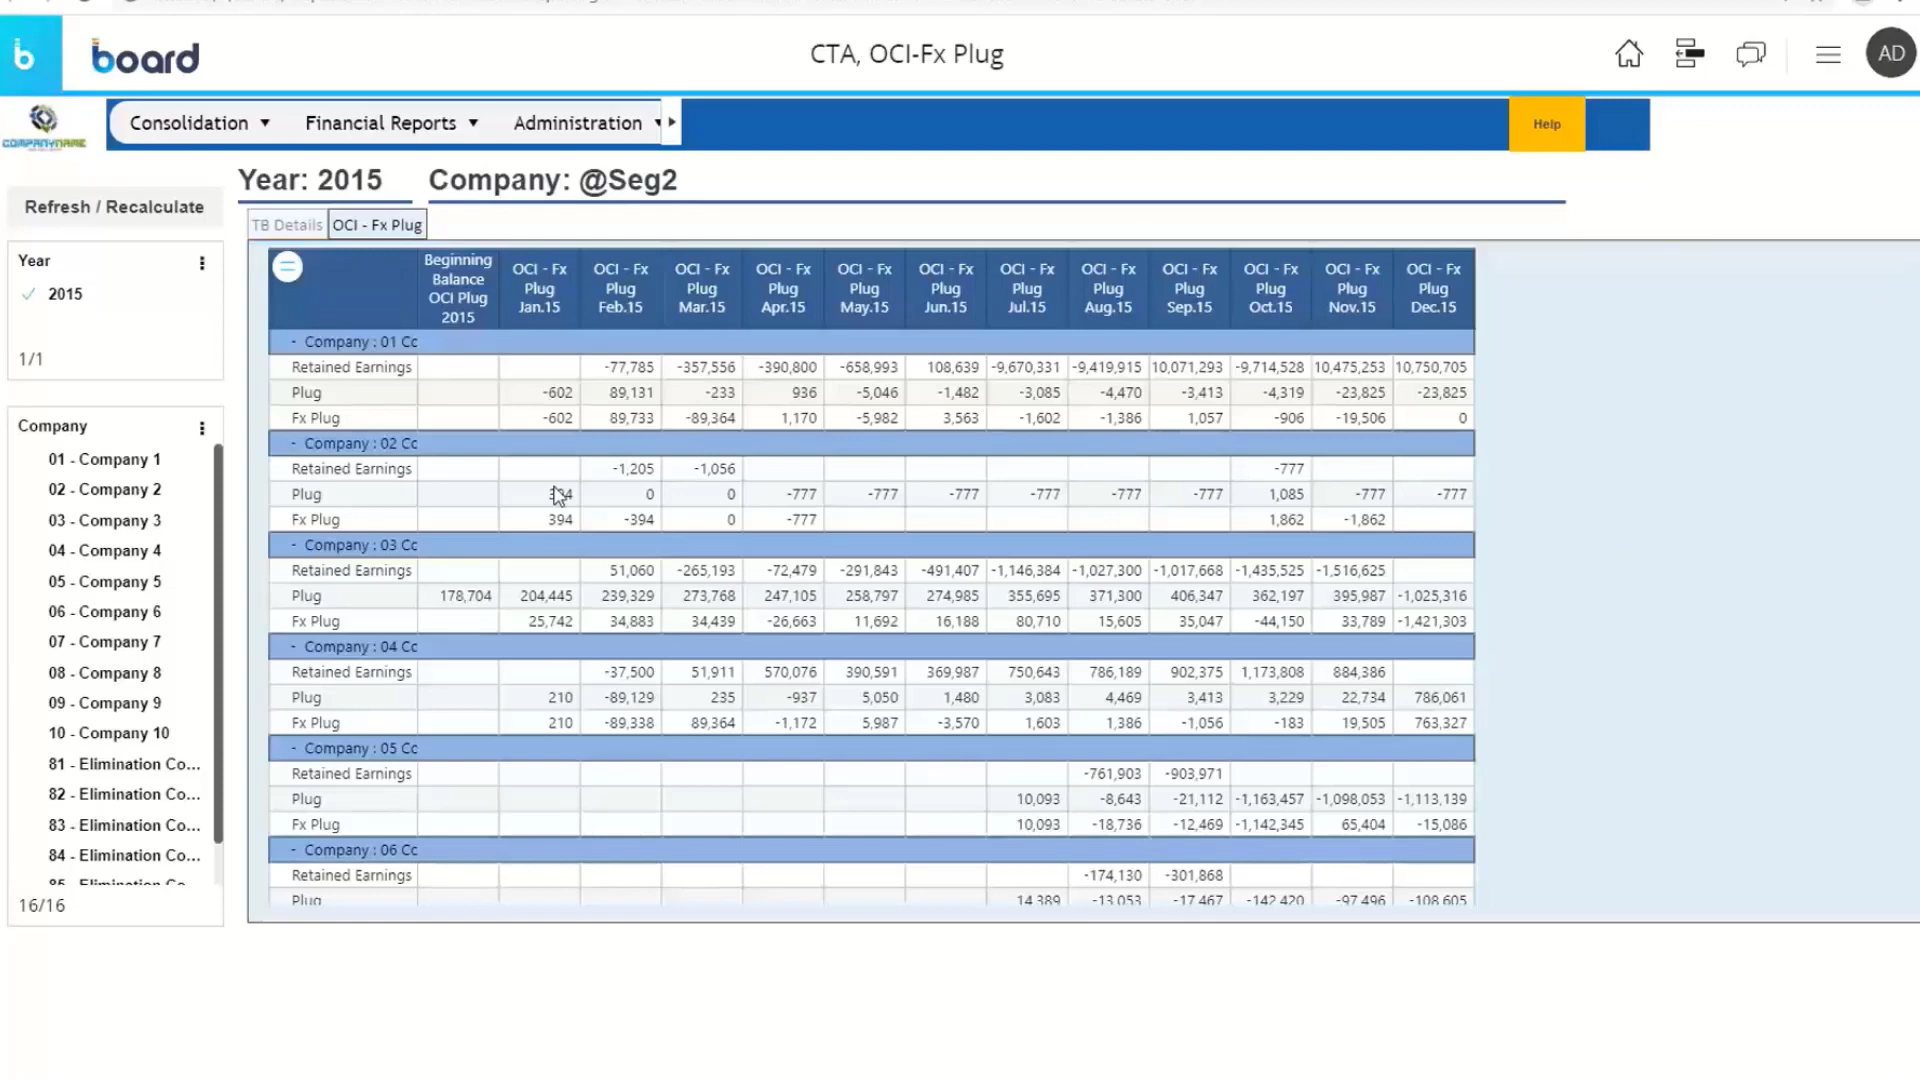 board
CTA, OCI-Fx Plug
AD
COMPANYNAME
Consolidation
Financial Reports
Administration
Help
Refresh / Recalculate
Year: 2015
Company: @Seg2
TB Details
OCI - Fx Plug
Year
2015
1/1
Company
01 - Company 1
02 - Company 2
03 - Company 3
04 - Company 4
05 - Company 5
06 - Company 6
07 - Company 7
08 - Company 8
09 - Company 9
10 - Company 10
81 - Elimination Co...
82 - Elimination Co...
83 - Elimination Co...
84 - Elimination Co...
16/16
Beginning Balance OCI Plug 2015 OCI - Fx Plug Jan.15 OCI - Fx Plug Feb.15 OCI - Fx Plug Mar.15 OCI - Fx Plug Apr.15 OCI - Fx Plug May.15 OCI - Fx Plug Jun.15 OCI - Fx Plug Jul.15 OCI - Fx Plug Aug.15 OCI - Fx Plug Sep.15 OCI - Fx Plug Oct.15 OCI - Fx Plug Nov.15 OCI - Fx Plug Dec.15
- Company : 01 Cc
Retained Earnings -77,785 -357,556 -390,800 -658,993 108,639 -9,670,331 -9,419,915 10,071,293 -9,714,528 10,475,253 10,750,705
Plug -602 89,131 -233 936 -5,046 -1,482 -3,085 -4,470 -3,413 -4,319 -23,825 -23,825
Fx Plug -602 89,733 -89,364 1,170 -5,982 3,563 -1,602 -1,386 1,057 -906 -19,506 0
- Company : 02 Cc
Retained Earnings -1,205 -1,056 -777
Plug 0 0 -777 -777 -777 -777 -777 -777 1,085 -777 -777
Fx Plug 394 -394 0 -777 1,862 -1,862
- Company : 03 Cc
Retained Earnings 51,060 -265,193 -72,479 -291,843 -491,407 -1,146,384 -1,027,300 -1,017,668 -1,435,525 -1,516,625
Plug 178,704 204,445 239,329 273,768 247,105 258,797 274,985 355,695 371,300 406,347 362,197 395,987 -1,025,316
Fx Plug 25,742 34,883 34,439 -26,663 11,692 16,188 80,710 15,605 35,047 -44,150 33,789 -1,421,303
- Company : 04 Cc
Retained Earnings -37,500 51,911 570,076 390,591 369,987 750,643 786,189 902,375 1,173,808 884,386
Plug 210 -89,129 235 -937 5,050 1,480 3,083 4,469 3,413 3,229 22,734 786,061
Fx Plug 210 -89,338 89,364 -1,172 5,987 -3,570 1,603 1,386 -1,056 -183 19,505 763,327
- Company : 05 Cc
Retained Earnings -761,903 -903,971
Plug 10,093 -8,643 -21,112 -1,163,457 -1,098,053 -1,113,139
Fx Plug 10,093 -18,736 -12,469 -1,142,345 65,404 -15,086
- Company : 06 Cc
Retained Earnings -174,130 -301,868
Plug 14,389 -13,053 -17,467 -142,420 -97,496 -108,605